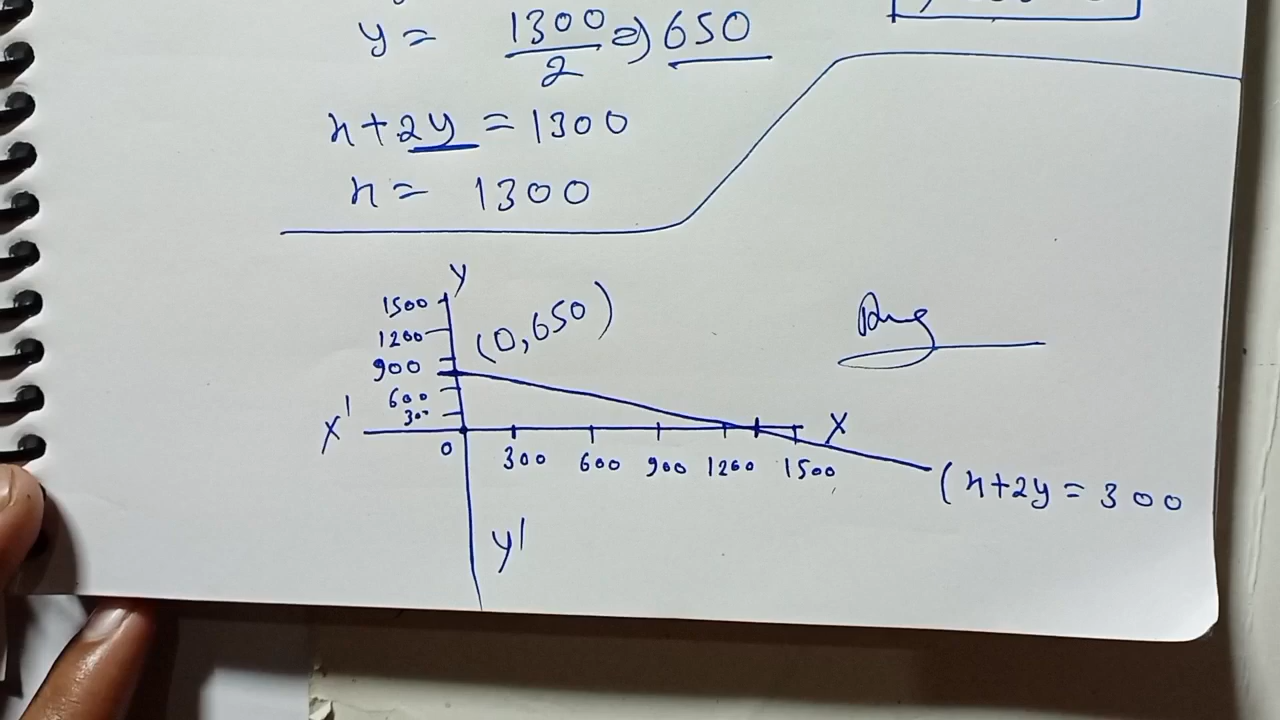 y = 1300/2 ⇒ 650
x + 2y = 1300
x = 1300
y
1500
1200
900
600
300
(0,650)
X'
X
0 300 600 900 1200 1500
(x+2y = 300
y'